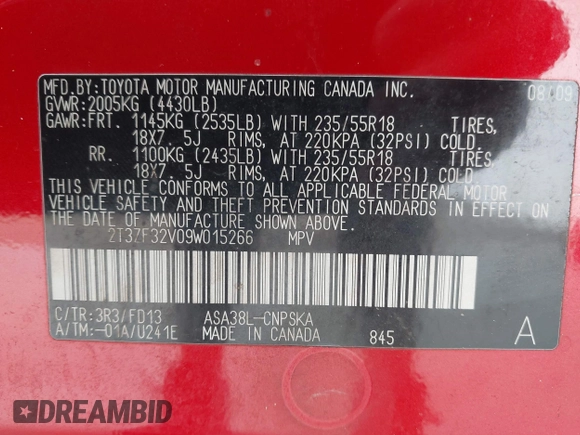 MFD.BY:TOYOTA MOTOR MANUFACTURING CANADA INC. 08/09
GVWR:2005KG (4430LB)
GAWR:FRT. 1145KG (2535LB) WITH 235/55R18 TIRES,
18X7. 5J RIMS, AT 220KPA (32PSI) COLD.
RR. 1100KG (2435LB) WITH 235/55R18 TIRES,
18X7. 5J RIMS, AT 220KPA (32PSI) COLD.
THIS VEHICLE CONFORMS TO ALL APPLICABLE FEDERAL MOTOR
VEHICLE SAFETY AND THEFT PREVENTION STANDARDS IN EFFECT ON
THE DATE OF MANUFACTURE SHOWN ABOVE.
2T3ZF32V09W015266 MPV
C/TR:3R3/FD13 ASA38L-CNPSKA
A/TM:-01A/U241E MADE IN CANADA 845 A
DREAMBID